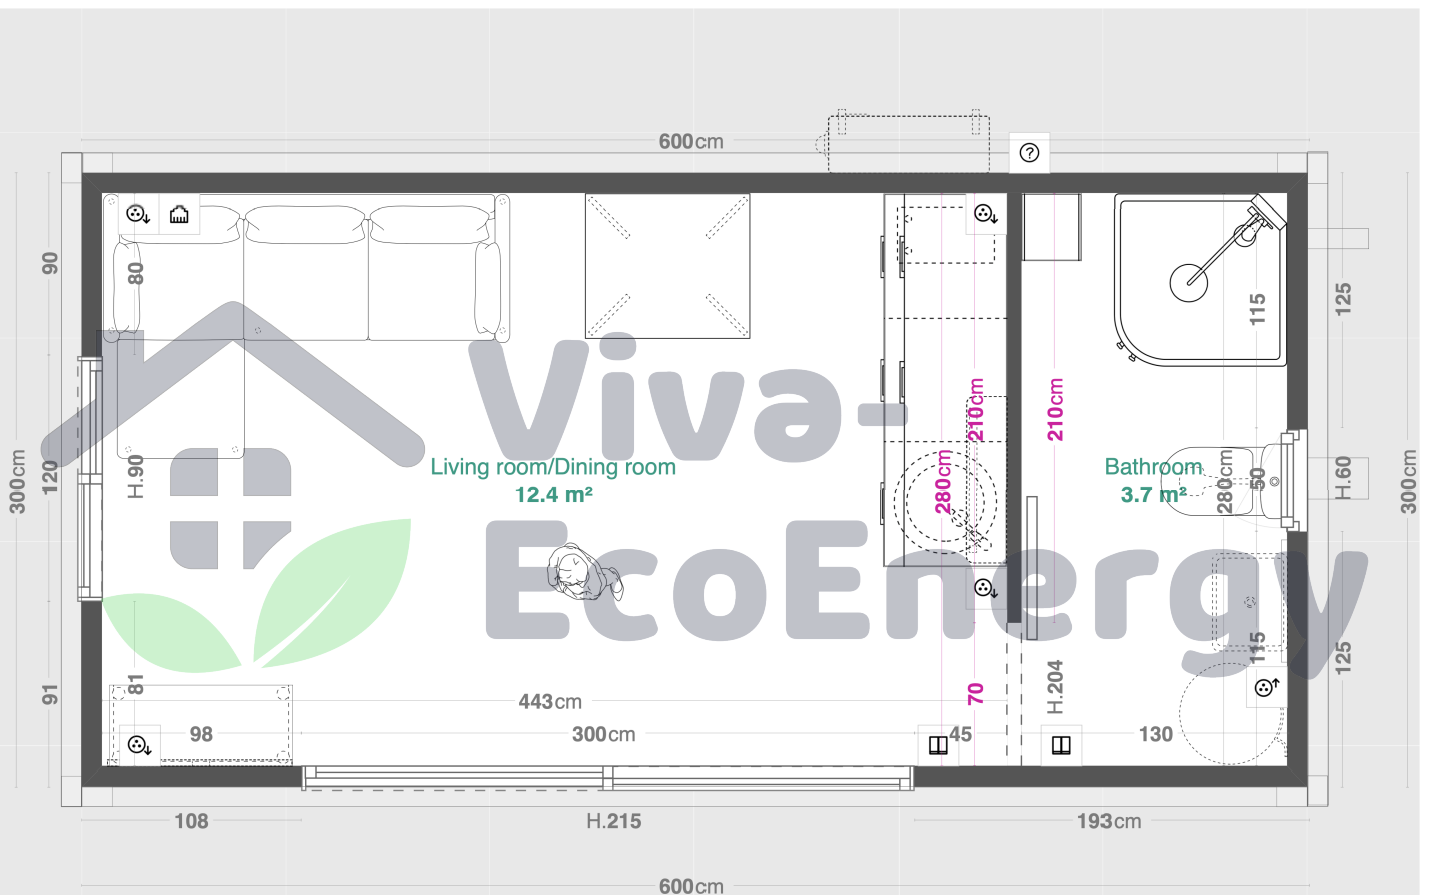 600cm
?
90
80
115
125
Viva-
210cm
210cm
Living room/Dining room
12.4 m²
Bathroom
3.7 m²
300cm
120
H.90
280cm
280cm
50
H.60
300cm
EcoEnergy
91
81
443cm
70
H.204
115
125
98
300cm
45
130
108
H.215
193cm
600cm